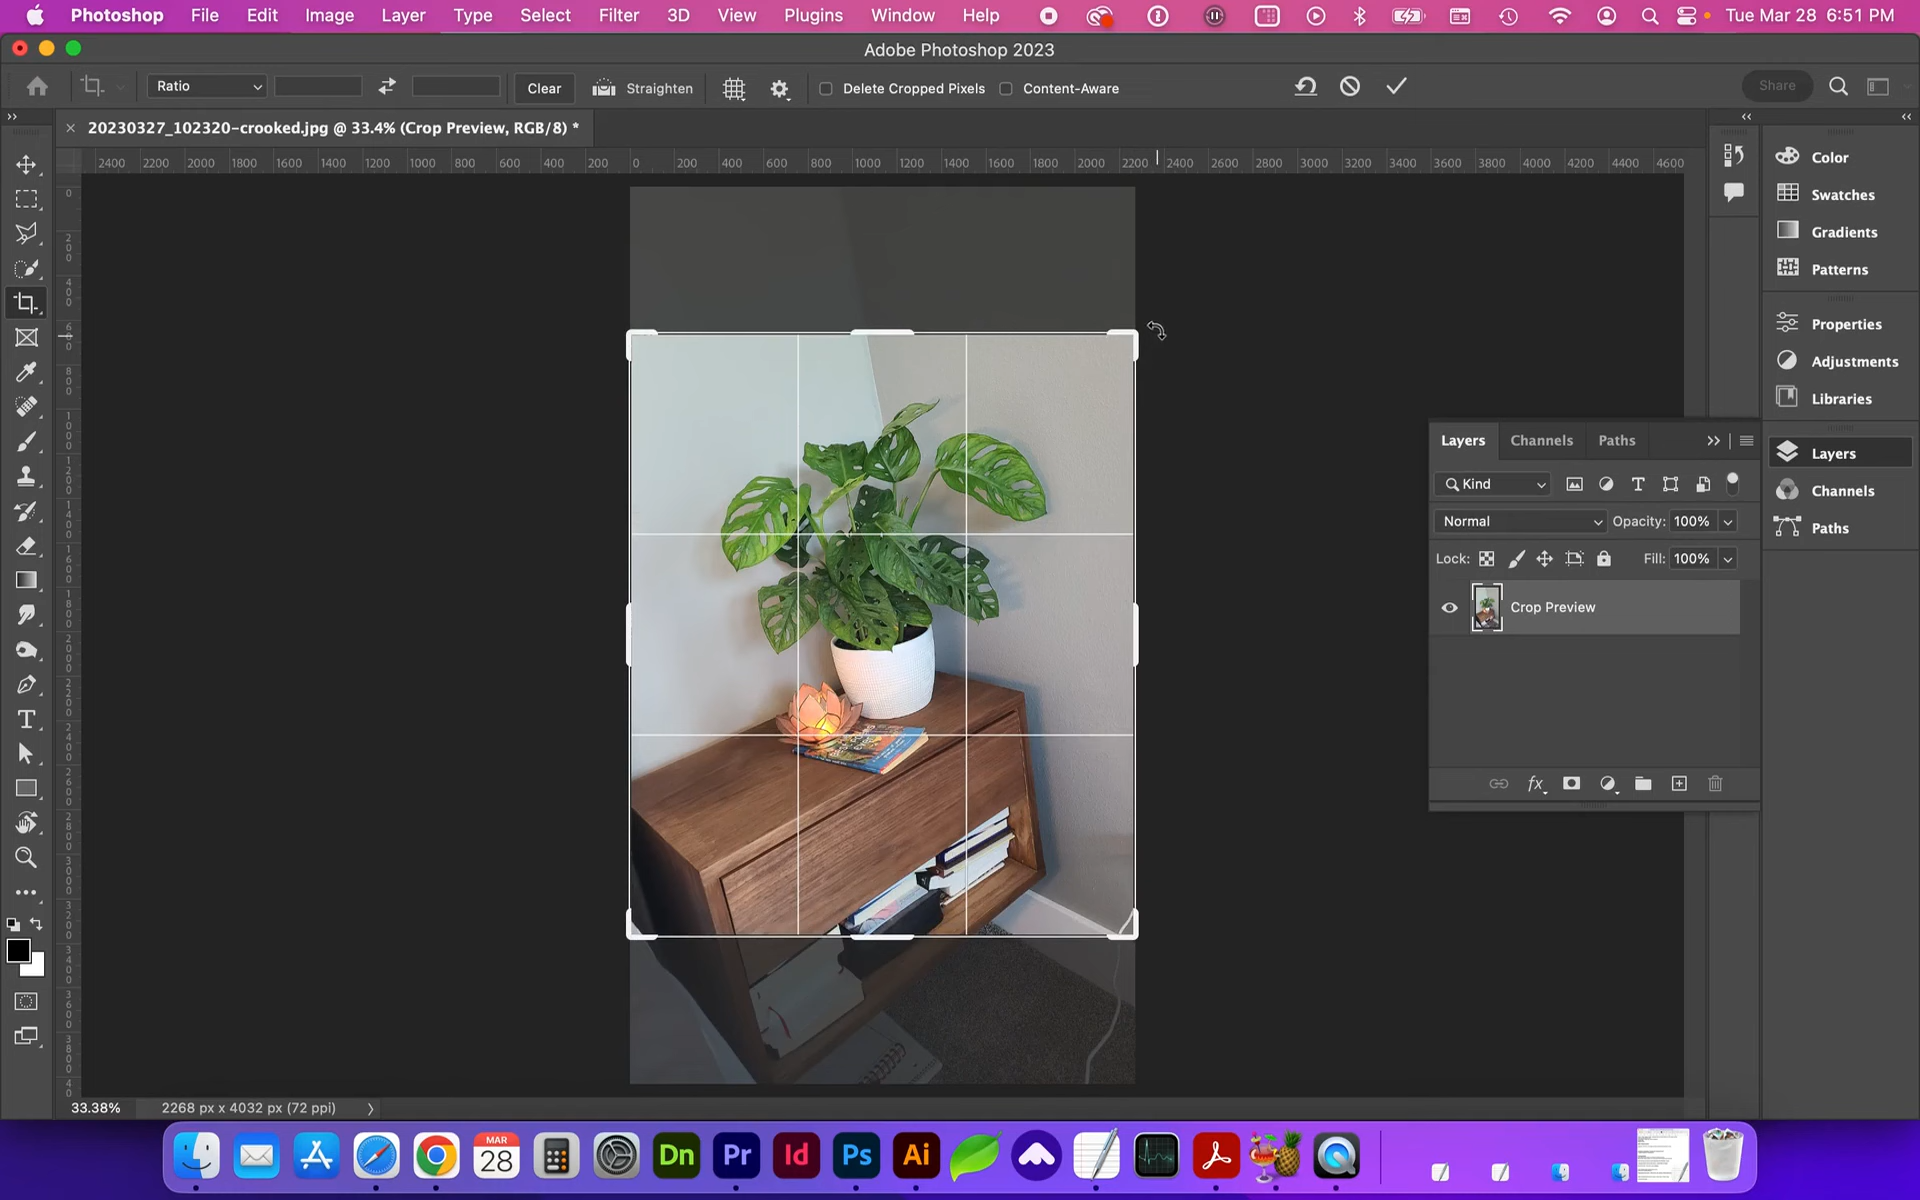 Photoshop File Edit Image Layer Type Select Filter 3D View Plugins Window Help Tue Mar 28 6:51 PM
Adobe Photoshop 2023
Ratio Clear Straighten Delete Cropped Pixels Content-Aware Share
20230327_102320-crooked.jpg @ 33.4% (Crop Preview, RGB/8) *
2400 2200 2000 1800 1600 1400 1200 1000 800 600 400 200 0 200 400 600 800 1000 1200 1400 1600 1800 2000 2200 2400 2600 2800 3000 3200 3400 3600 3800 4000 4200 4400 4600
Color
Swatches
Gradients
Patterns
Properties
Adjustments
Libraries
Layers
Channels
Paths
Layers Channels Paths
Kind
Normal Opacity: 100%
Lock: Fill: 100%
Crop Preview
fx
33.38% 2268 px x 4032 px (72 ppi)
MAR
28
Dn Pr Id Ps Ai